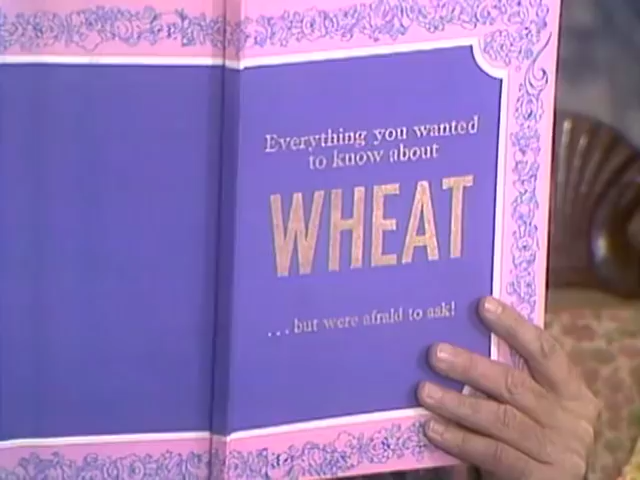 Everything you wanted
to know about
WHEAT
...but were afraid to ask!